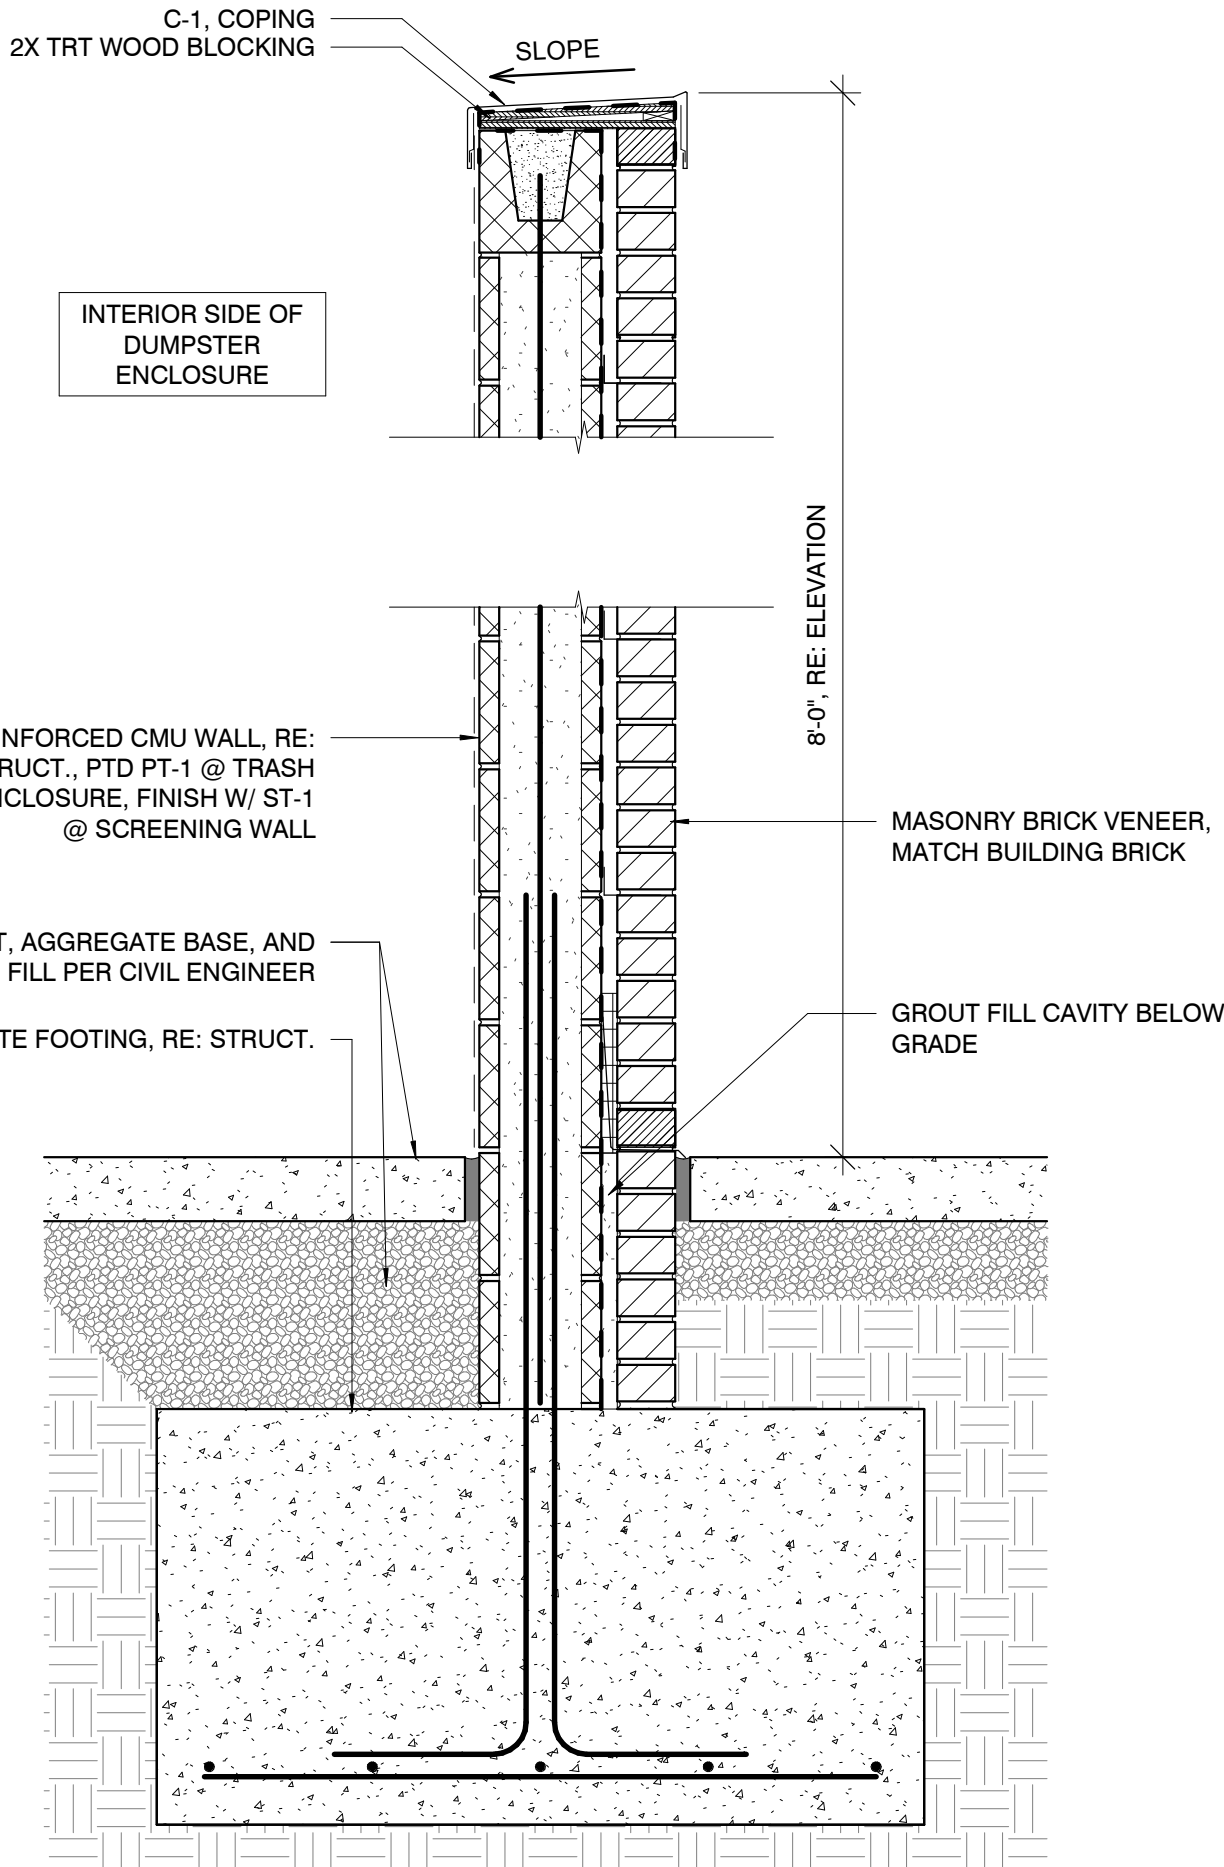 C-1, COPING
2X TRT WOOD BLOCKING
SLOPE
INTERIOR SIDE OF
DUMPSTER
ENCLOSURE
8'-0", RE: ELEVATION
NFORCED CMU WALL, RE:
RUCT., PTD PT-1 @ TRASH
NCLOSURE, FINISH W/ ST-1
@ SCREENING WALL
MASONRY BRICK VENEER,
MATCH BUILDING BRICK
T, AGGREGATE BASE, AND
FILL PER CIVIL ENGINEER
TE FOOTING, RE: STRUCT.
GROUT FILL CAVITY BELOW
GRADE